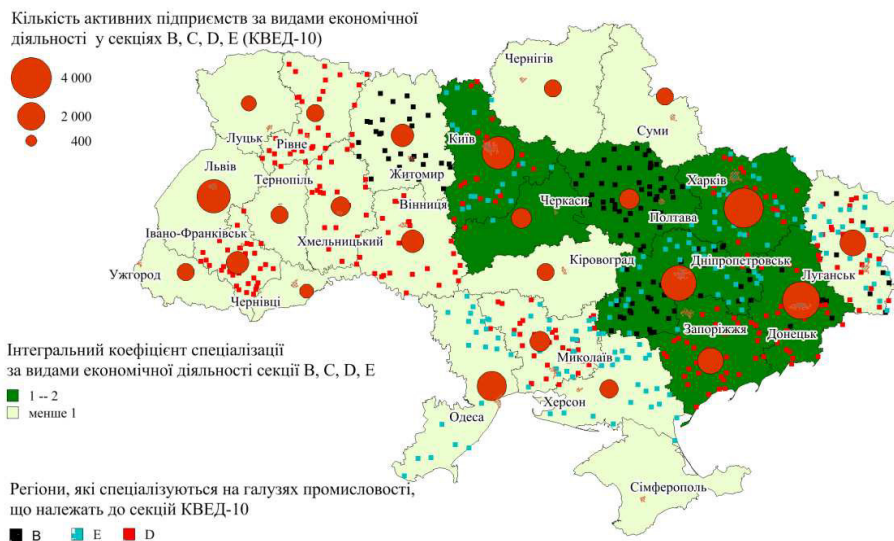 Кількість активних підприємств за видами економічної
діяльності у секціях B, C, D, E (КВЕД-10)
4 000
2 000
400
Чернігів
Суми
Луцьк
Рівне
Київ
Житомир
Львів
Тернопіль
Харків
Вінниця
Черкаси
Полтава
Івано-Франківськ
Хмельницький
Ужгород
Чернівці
Кіровоград
Дніпропетровськ
Луганськ
Донецьк
Запоріжжя
Миколаїв
Херсон
Одеса
Сімферополь
Інтегральний коефіцієнт спеціалізації
за видами економічної діяльності секції B, C, D, E
1 -- 2
менше 1
Регіони, які спеціалізуються на галузях промисловості,
що належать до секцій КВЕД-10
B E D